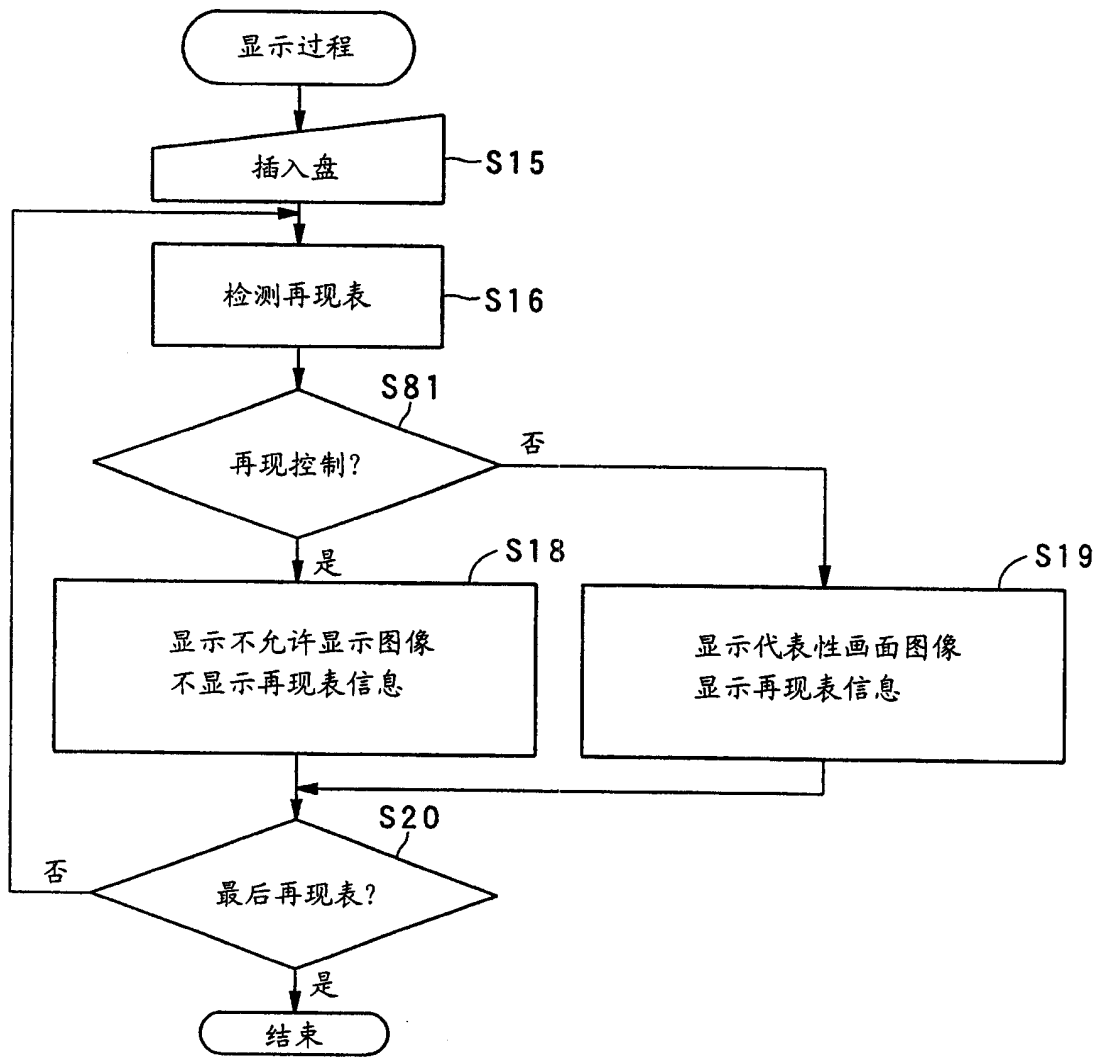 显示过程
插入盘
S15
检测再现表
S16
S81
再现控制?
否
是
S18
显示不允许显示图像
不显示再现表信息
S19
显示代表性画面图像
显示再现表信息
S20
否
最后再现表?
是
结束